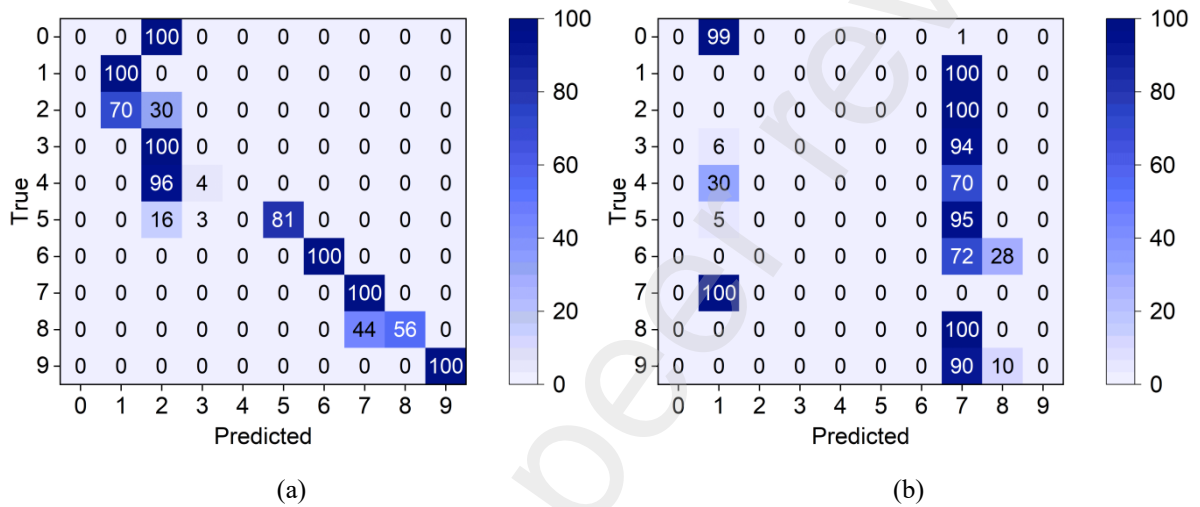 0 0 0 100 0 0 0 0 0 0 0
1 0 100 0 0 0 0 0 0 0 0
2 0 70 30 0 0 0 0 0 0 0
3 0 0 100 0 0 0 0 0 0 0
4 0 0 96 4 0 0 0 0 0 0
5 0 0 16 3 0 81 0 0 0 0
6 0 0 0 0 0 0 100 0 0 0
7 0 0 0 0 0 0 0 100 0 0
8 0 0 0 0 0 0 0 44 56 0
9 0 0 0 0 0 0 0 0 0 100
0 1 2 3 4 5 6 7 8 9
True
Predicted
100
80
60
40
20
0
(a)
0 0 99 0 0 0 0 0 1 0 0
1 0 0 0 0 0 0 0 100 0 0
2 0 0 0 0 0 0 0 100 0 0
3 0 6 0 0 0 0 0 94 0 0
4 0 30 0 0 0 0 0 70 0 0
5 0 5 0 0 0 0 0 95 0 0
6 0 0 0 0 0 0 0 72 28 0
7 0 100 0 0 0 0 0 0 0 0
8 0 0 0 0 0 0 0 100 0 0
9 0 0 0 0 0 0 0 90 10 0
0 1 2 3 4 5 6 7 8 9
True
Predicted
100
80
60
40
20
0
(b)
peer rev